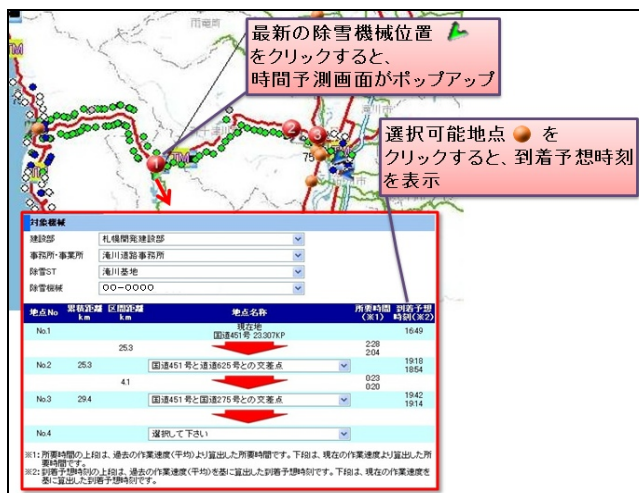 雨竜町
最新の除雪機械位置
をクリックすると、
時間予測画面がポップアップ
選択可能地点 を
クリックすると、到着予想時刻
を表示
1
2
3
対象機械
建設部 札幌開発建設部
事務所・事業所 滝川道路事務所
除雪ST 滝川基地
除雪機械 00-0000
地点No 累積距離 km 区間距離 km 地点名称 所要時間(※1) 到着予想時刻(※2)
No.1 現在地 16:49
国道451号 23.307KP
25.3 2:28
2:04
No.2 25.3 国道451号と道道625号との交差点 19:18
18:54
4.1 0:23
0:20
No.3 29.4 国道451号と国道275号との交差点 19:42
19:14
No.4 選択して下さい
※1:所要時間の上段は、過去の作業速度(平均)より算出した所要時間です。下段は、現在の作業速度より算出した所
要時間です。
※2:到着予想時刻の上段は、過去の作業速度(平均)を基に算出した到着予想時刻です。下段は、現在の作業速度を
基に算出した到着予想時刻です。